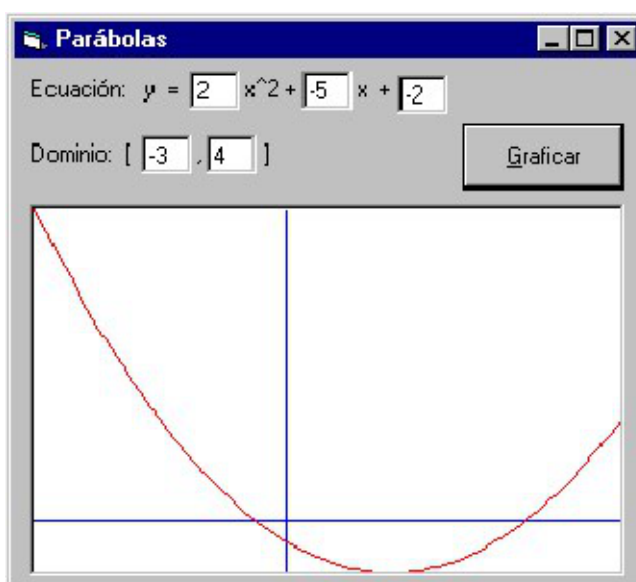 Parábolas
Ecuación: y = 2 x^2 + -5 x + -2
Dominio: [ -3 , 4 ]
Graficar